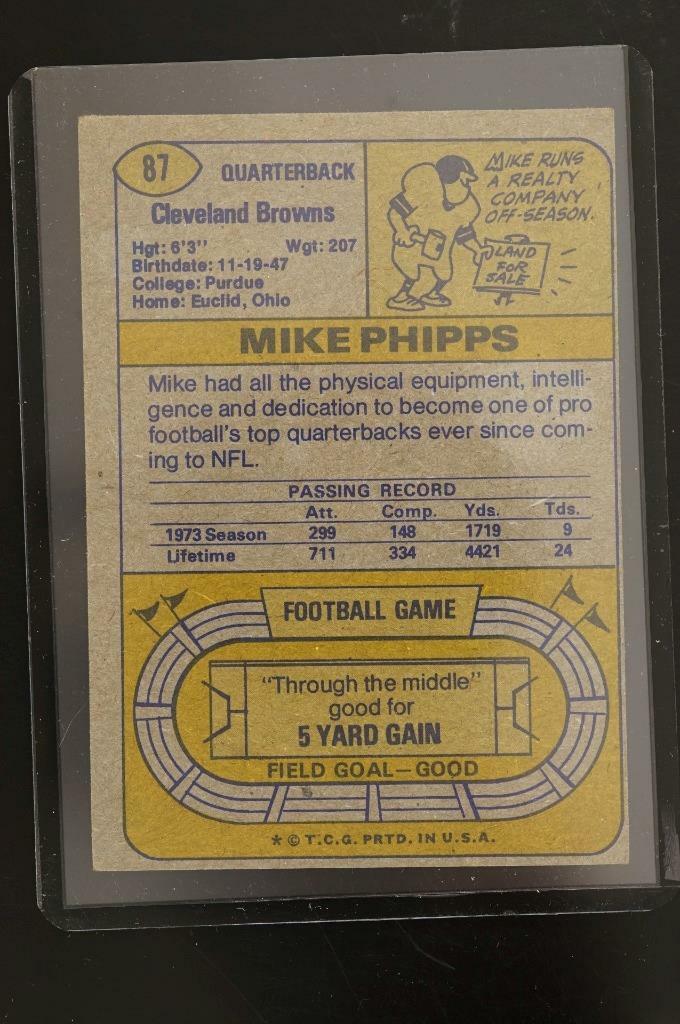 87
QUARTERBACK
Cleveland Browns
Hgt: 6'3" Wgt: 207
Birthdate: 11-19-47
College: Purdue
Home: Euclid, Ohio
MIKE RUNS
A REALTY
COMPANY
OFF-SEASON.
LAND
FOR
SALE
MIKE PHIPPS
Mike had all the physical equipment, intelli-
gence and dedication to become one of pro
football's top quarterbacks ever since com-
ing to NFL.
PASSING RECORD
Att. Comp. Yds. Tds.
1973 Season 299 148 1719 9
Lifetime 711 334 4421 24
FOOTBALL GAME
"Through the middle"
good for
5 YARD GAIN
FIELD GOAL—GOOD
* © T.C.G. PRTD. IN U.S.A.